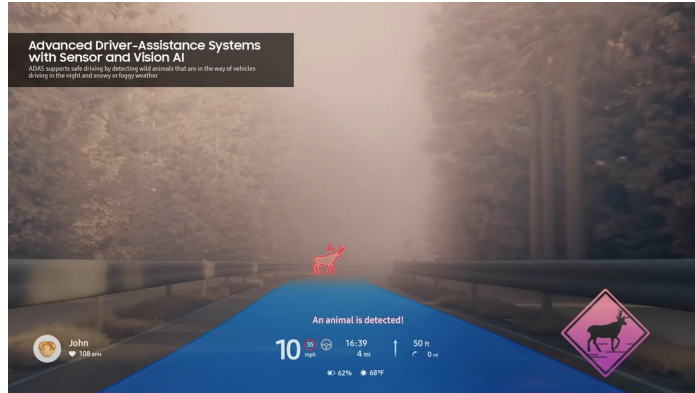 Advanced Driver-Assistance Systems
with Sensor and Vision AI
ADAS supports safe driving by detecting wild animals that are in the way of vehicles
driving in the night and snowy or foggy weather
An animal is detected!
John
108 BPM
10 mph
35
16:39
4 mi
50 ft
0 mi
62% 68°F